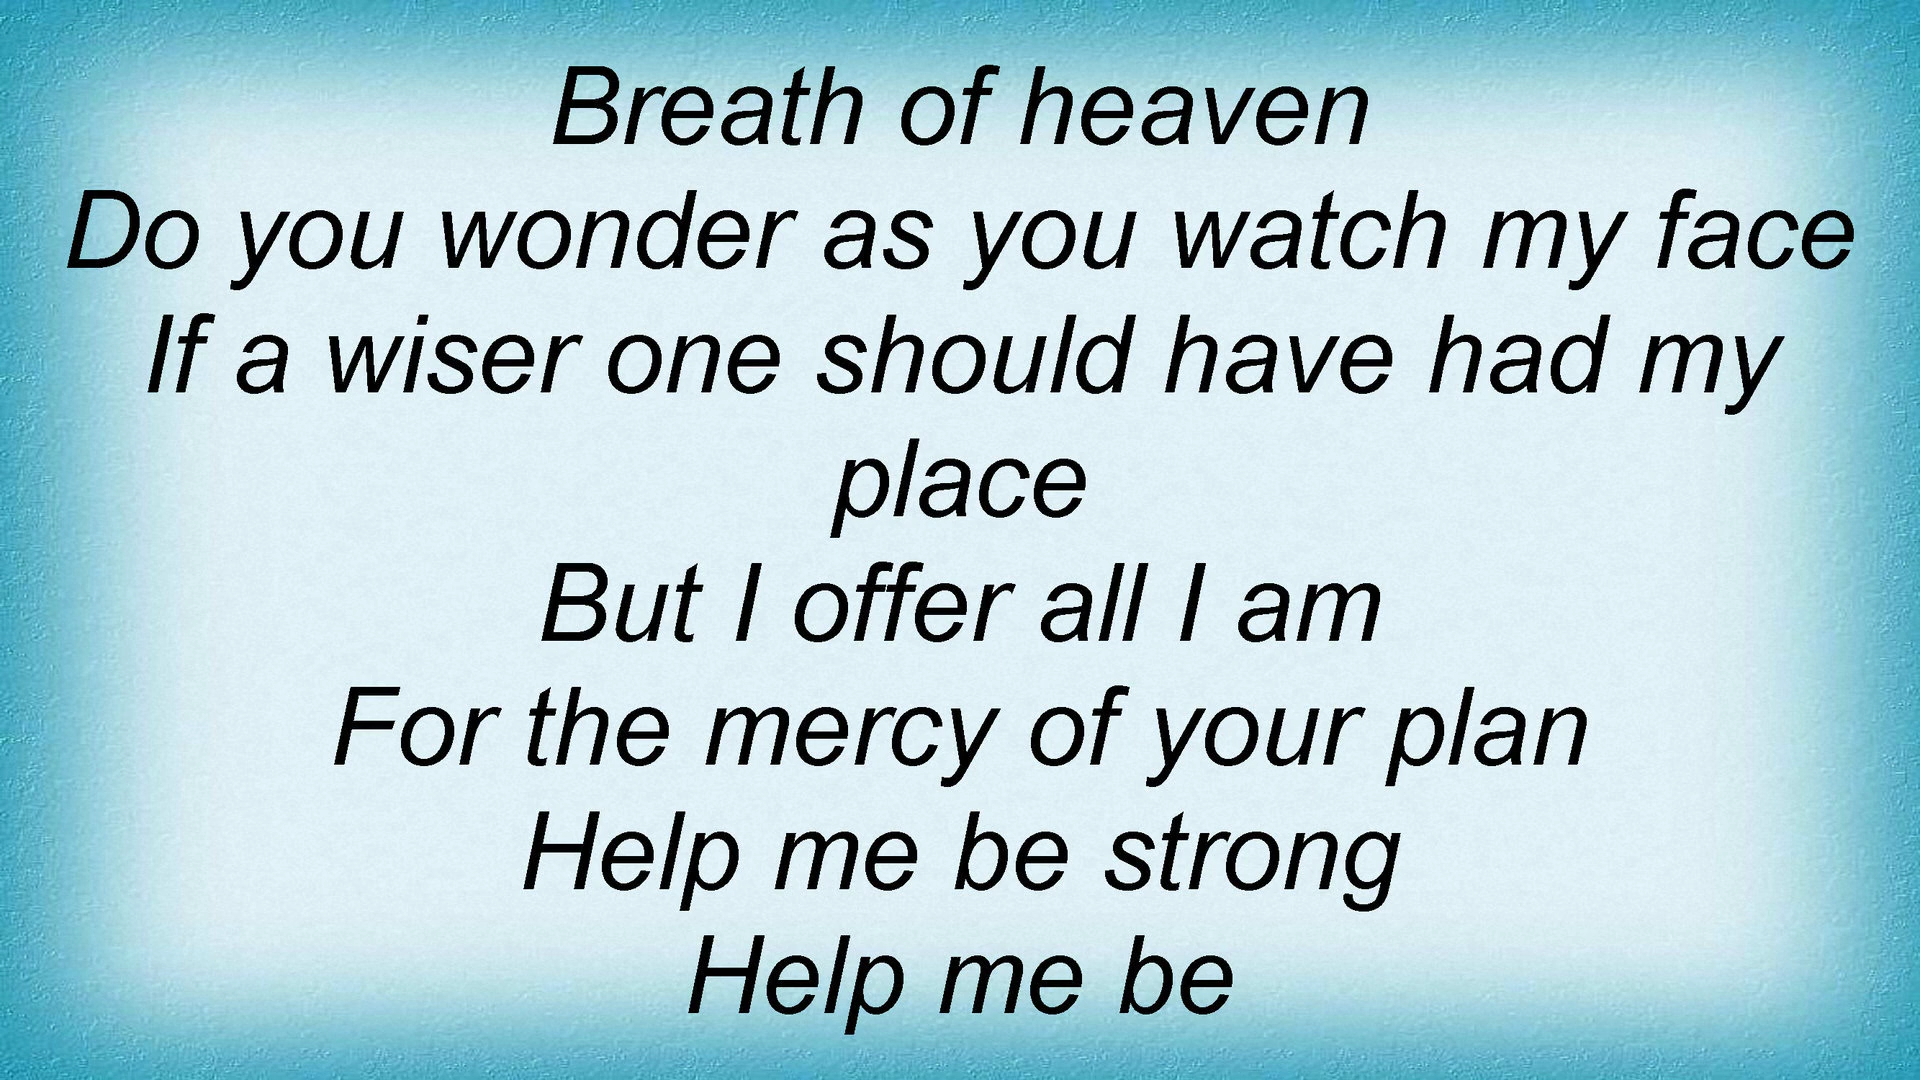 Breath of heaven
Do you wonder as you watch my face
If a wiser one should have had my
place
But I offer all I am
For the mercy of your plan
Help me be strong
Help me be